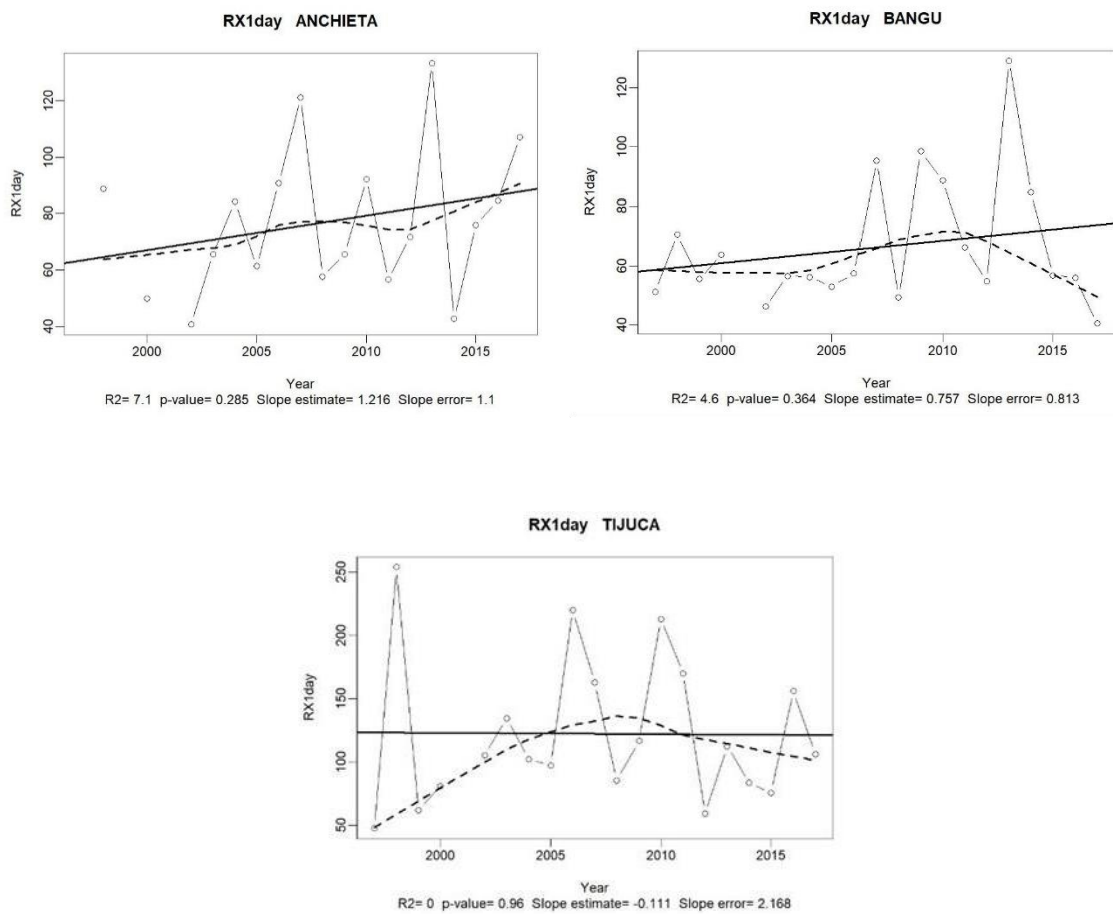 RX1day ANCHIETA
RX1day
120
100
80
60
40
2000 2005 2010 2015
Year
R2= 7.1 p-value= 0.285 Slope estimate= 1.216 Slope error= 1.1
RX1day BANGU
RX1day
120
100
80
60
40
2000 2005 2010 2015
Year
R2= 4.6 p-value= 0.364 Slope estimate= 0.757 Slope error= 0.813
RX1day TIJUCA
RX1day
250
200
150
100
50
2000 2005 2010 2015
Year
R2= 0 p-value= 0.96 Slope estimate= -0.111 Slope error= 2.168